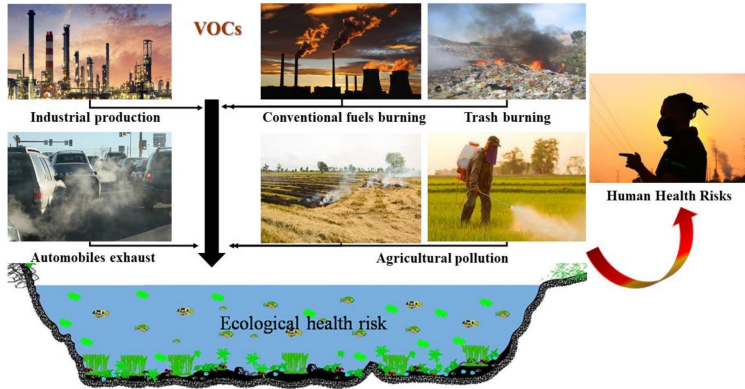 VOCs
Industrial production
Conventional fuels burning
Trash burning
Human Health Risks
Automobiles exhaust
Agricultural pollution
Ecological health risk